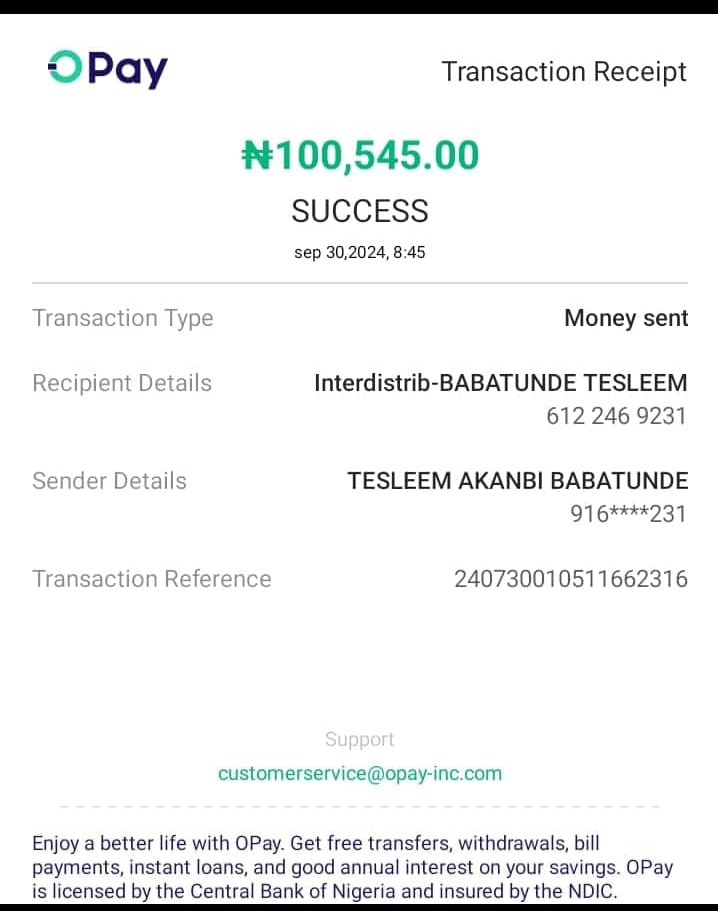 OPay
Transaction Receipt
₦100,545.00
SUCCESS
sep 30,2024, 8:45
Transaction Type
Money sent
Recipient Details
Interdistrib-BABATUNDE TESLEEM
612 246 9231
Sender Details
TESLEEM AKANBI BABATUNDE
916****231
Transaction Reference
240730010511662316
Support
customerservice@opay-inc.com
Enjoy a better life with OPay. Get free transfers, withdrawals, bill
payments, instant loans, and good annual interest on your savings. OPay
is licensed by the Central Bank of Nigeria and insured by the NDIC.